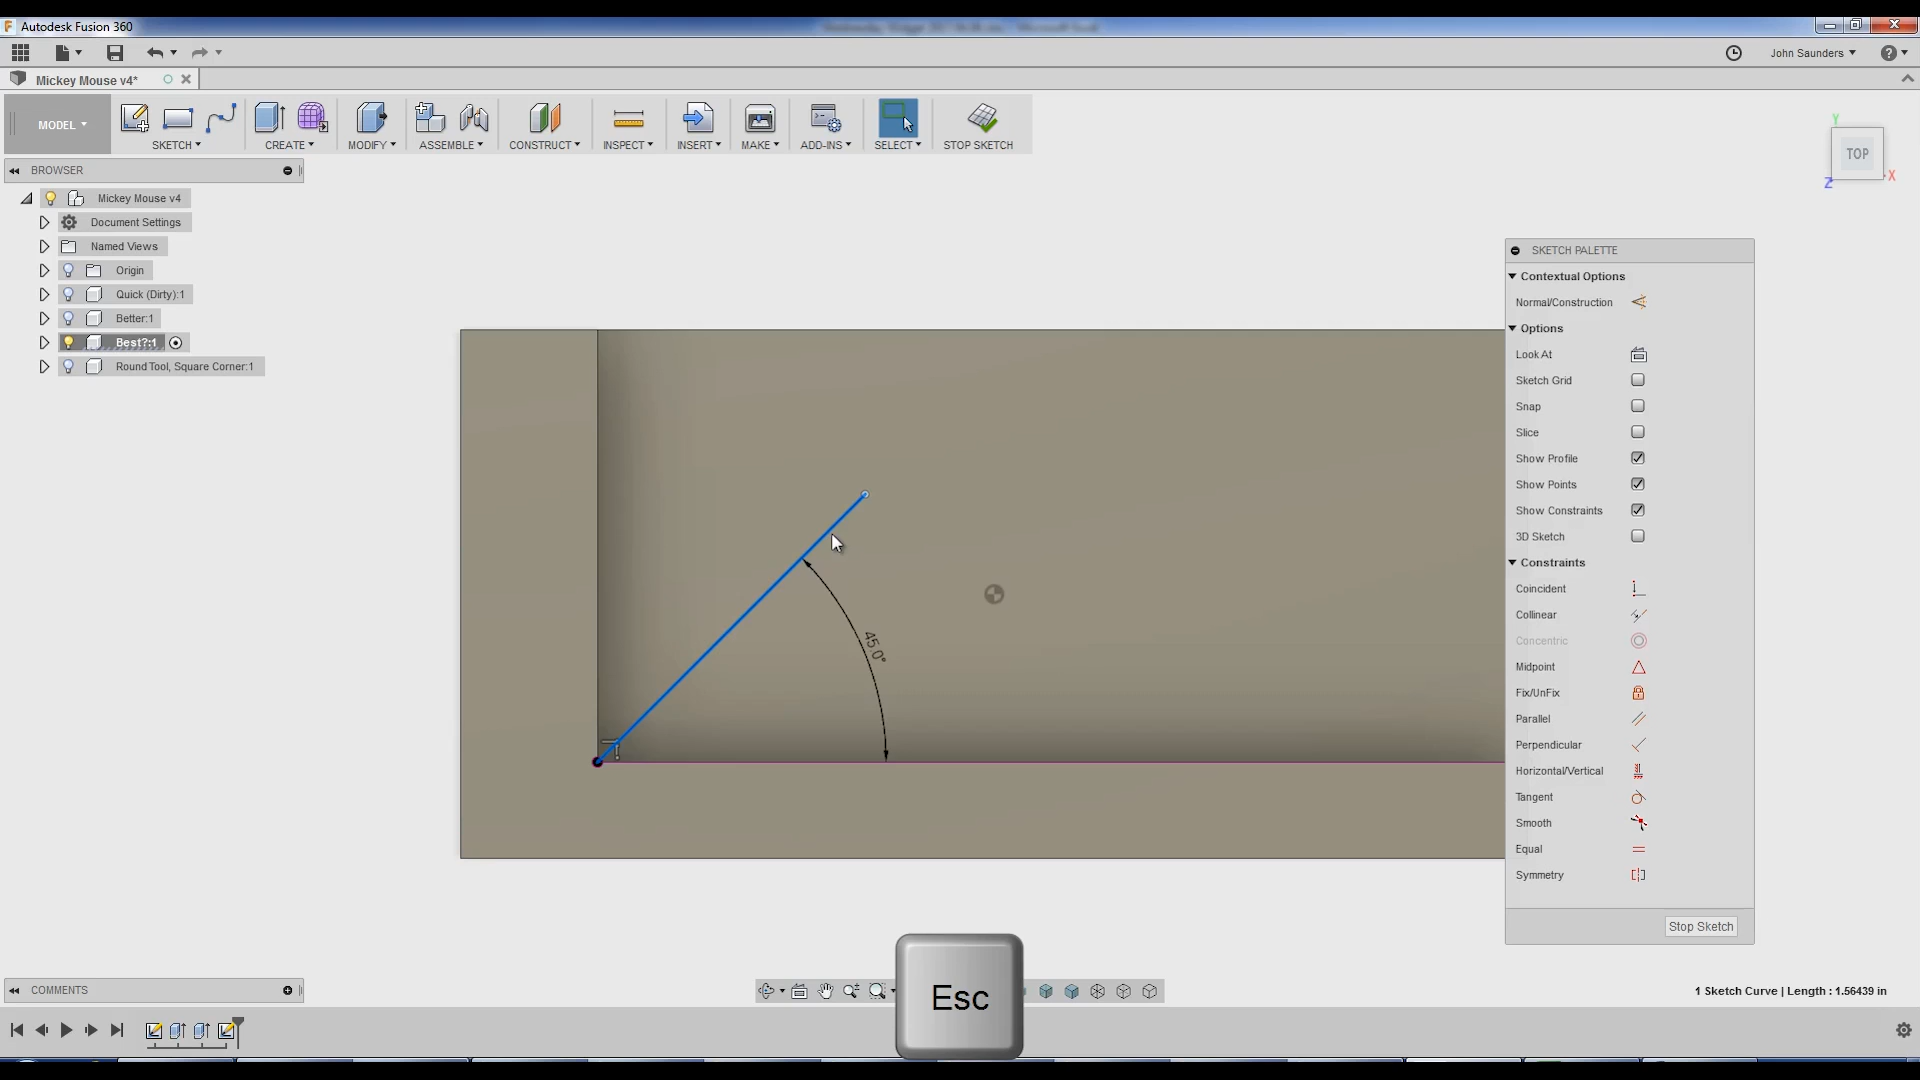 Autodesk Fusion 360
John Saunders
Mickey Mouse v4*
MODEL
SKETCH
CREATE
MODIFY
ASSEMBLE
CONSTRUCT
INSPECT
INSERT
MAKE
ADD-INS
SELECT
STOP SKETCH
Y
TOP
X
Z
BROWSER
Mickey Mouse v4
Document Settings
Named Views
Origin
Quick (Dirty):1
Better:1
Best?:1
Round Tool, Square Corner:1
45.0°
SKETCH PALETTE
Contextual Options
Normal/Construction
Options
Look At
Sketch Grid
Snap
Slice
Show Profile
Show Points
Show Constraints
3D Sketch
Constraints
Coincident
Collinear
Concentric
Midpoint
Fix/UnFix
Parallel
Perpendicular
Horizontal/Vertical
Tangent
Smooth
Equal
Symmetry
Stop Sketch
COMMENTS
Esc
1 Sketch Curve | Length : 1.56439 in